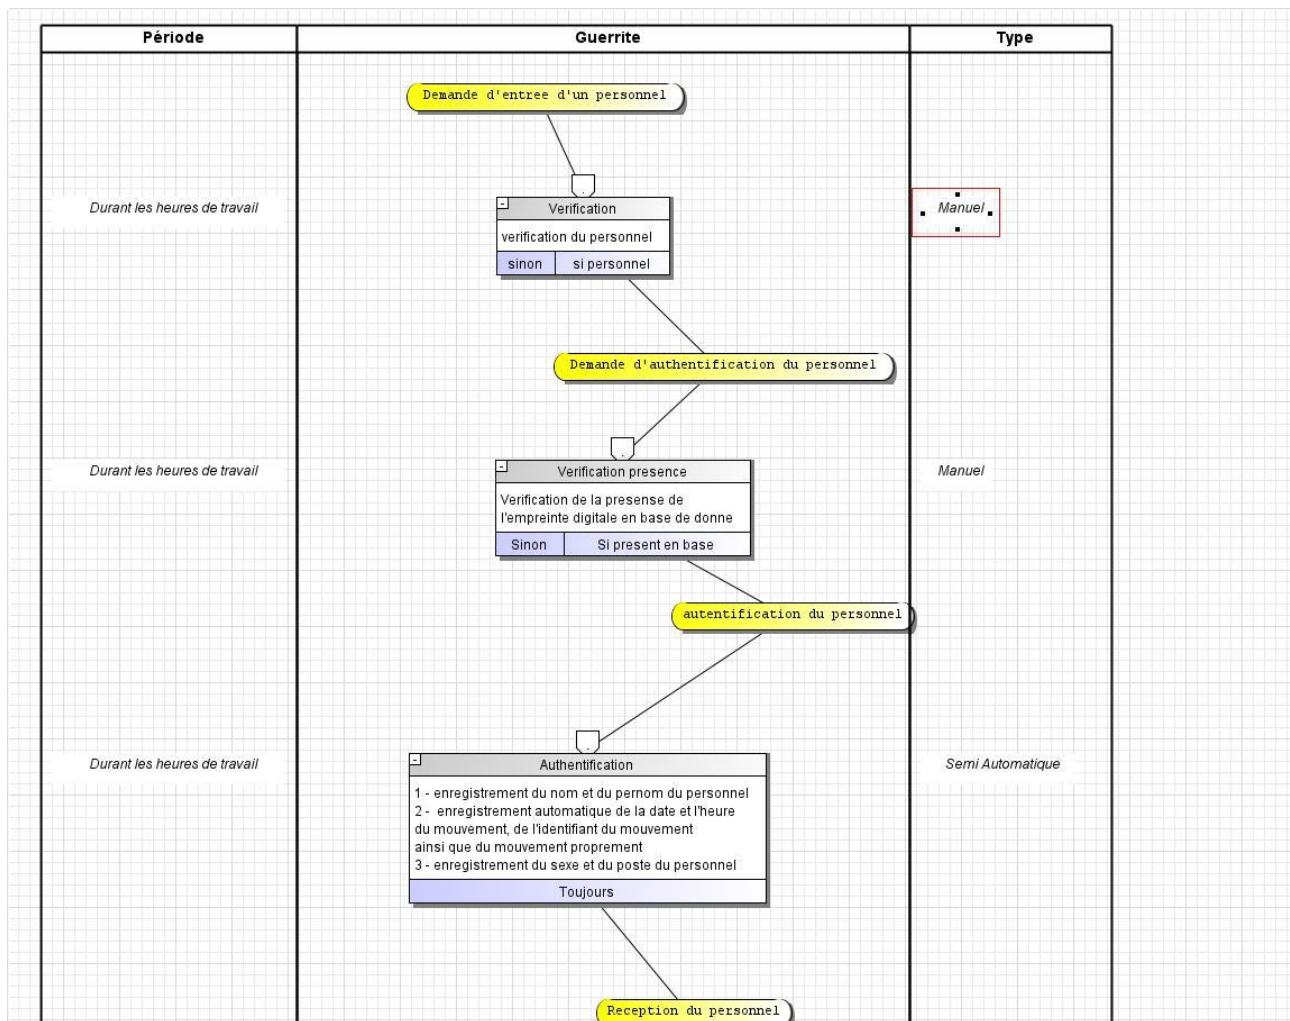 Période
Guerrite
Type
Demande d'entree d'un personnel
Durant les heures de travail
Verification
Manuel
verification du personnel
sinon
si personnel
Demande d'authentification du personnel
Durant les heures de travail
Verification presence
Manuel
Verification de la presense de
l'empreinte digitale en base de donne
Sinon
Si present en base
autentification du personnel
Durant les heures de travail
Authentification
Semi Automatique
1 - enregistrement du nom et du pernom du personnel
2 - enregistrement automatique de la date et l'heure
du mouvement, de l'identifiant du mouvement
ainsi que du mouvement proprement
3 - enregistrement du sexe et du poste du personnel
Toujours
Reception du personnel